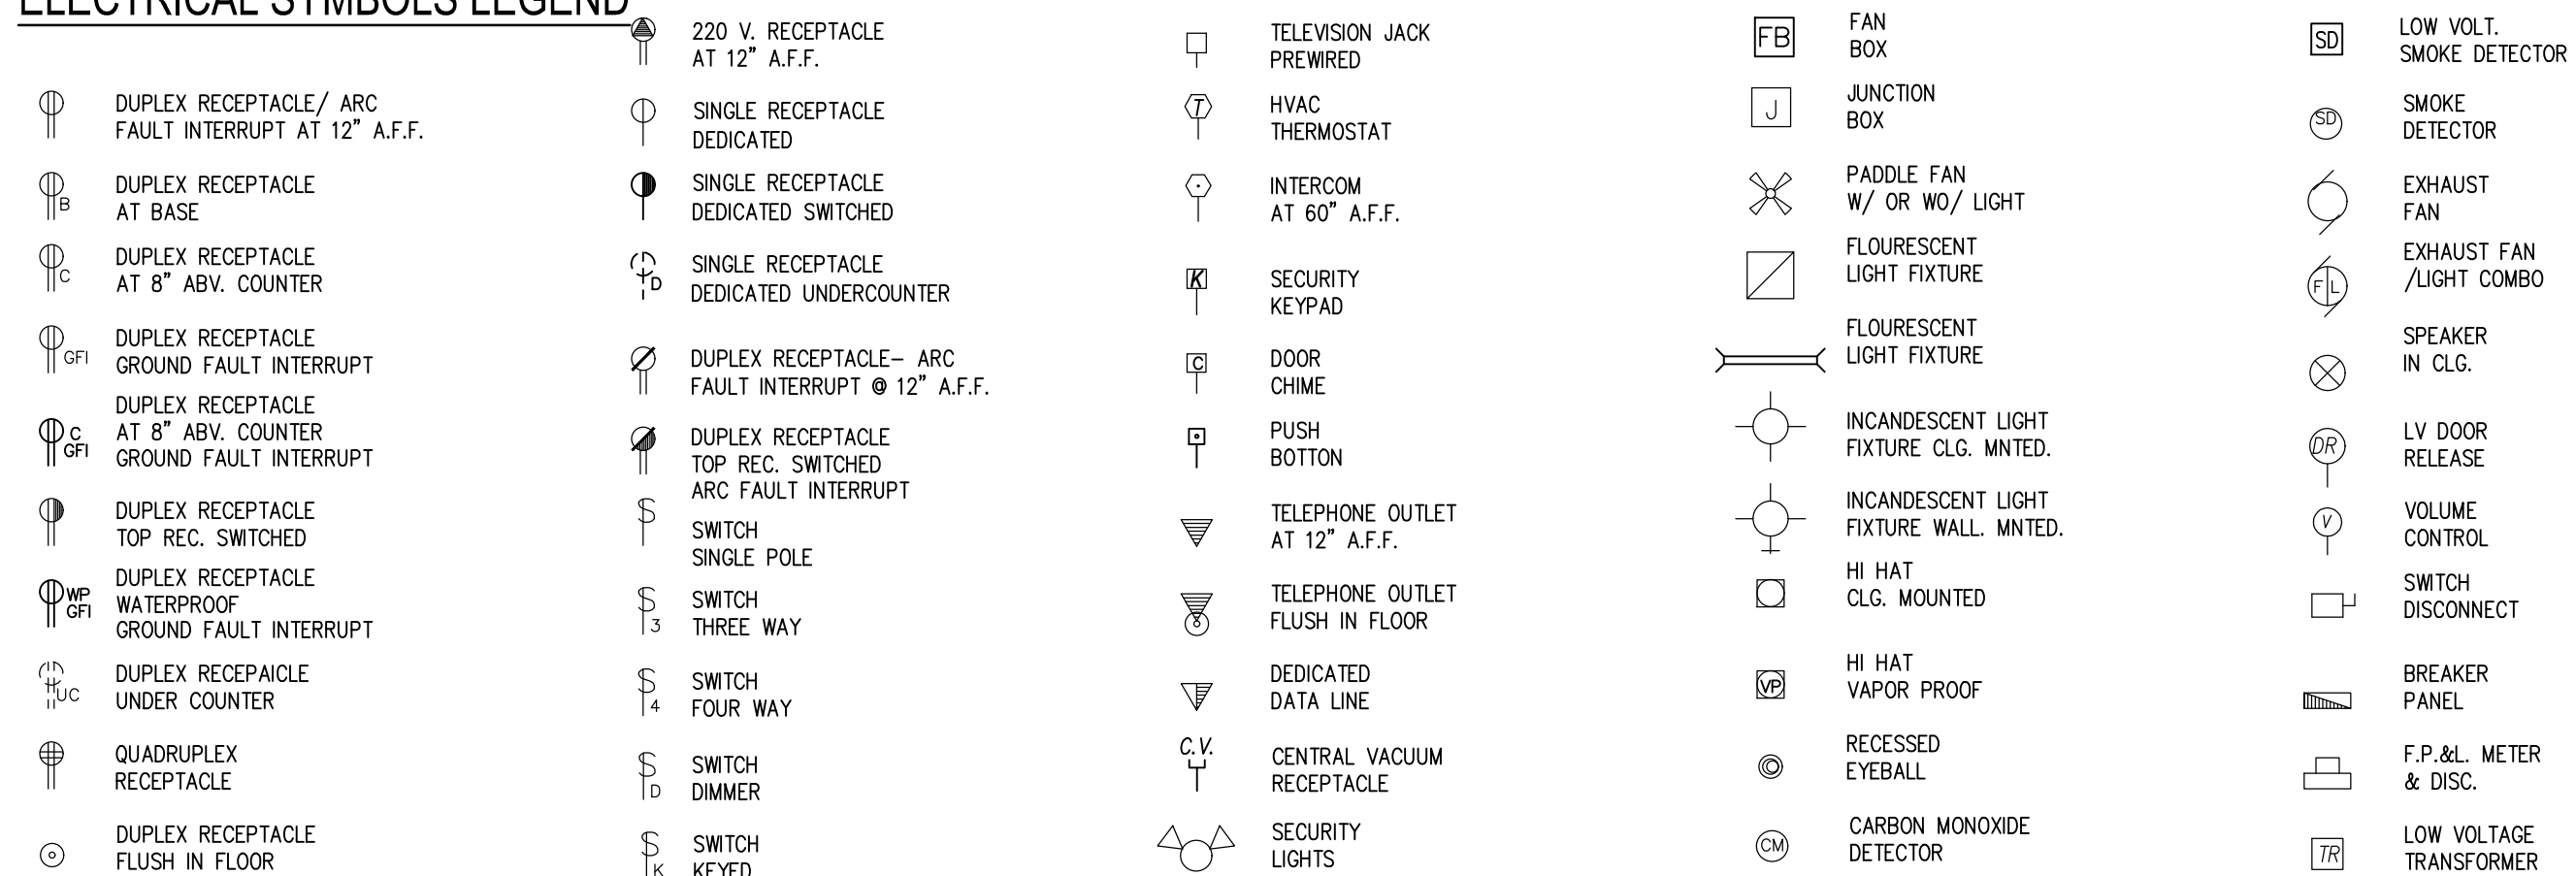 ELECTRICAL SYMBOLS LEGEND
DUPLEX RECEPTACLE/ ARC
FAULT INTERRUPT AT 12" A.F.F.
B
DUPLEX RECEPTACLE
AT BASE
C
DUPLEX RECEPTACLE
AT 8" ABV. COUNTER
GFI
DUPLEX RECEPTACLE
GROUND FAULT INTERRUPT
C
GFI
DUPLEX RECEPTACLE
AT 8" ABV. COUNTER
GROUND FAULT INTERRUPT
DUPLEX RECEPTACLE
TOP REC. SWITCHED
WP
GFI
DUPLEX RECEPTACLE
WATERPROOF
GROUND FAULT INTERRUPT
UC
DUPLEX RECEPAICLE
UNDER COUNTER
QUADRUPLEX
RECEPTACLE
DUPLEX RECEPTACLE
FLUSH IN FLOOR
220 V. RECEPTACLE
AT 12" A.F.F.
SINGLE RECEPTACLE
DEDICATED
SINGLE RECEPTACLE
DEDICATED SWITCHED
D
SINGLE RECEPTACLE
DEDICATED UNDERCOUNTER
DUPLEX RECEPTACLE– ARC
FAULT INTERRUPT @ 12" A.F.F.
DUPLEX RECEPTACLE
TOP REC. SWITCHED
ARC FAULT INTERRUPT
S
SWITCH
SINGLE POLE
S
3
SWITCH
THREE WAY
S
4
SWITCH
FOUR WAY
S
D
SWITCH
DIMMER
S
K
SWITCH
KEYED
TELEVISION JACK
PREWIRED
T
HVAC
THERMOSTAT
INTERCOM
AT 60" A.F.F.
K
SECURITY
KEYPAD
C
DOOR
CHIME
PUSH
BOTTON
TELEPHONE OUTLET
AT 12" A.F.F.
TELEPHONE OUTLET
FLUSH IN FLOOR
DEDICATED
DATA LINE
C.V.
CENTRAL VACUUM
RECEPTACLE
SECURITY
LIGHTS
FB
FAN
BOX
J
JUNCTION
BOX
PADDLE FAN
W/ OR WO/ LIGHT
FLOURESCENT
LIGHT FIXTURE
FLOURESCENT
LIGHT FIXTURE
INCANDESCENT LIGHT
FIXTURE CLG. MNTED.
INCANDESCENT LIGHT
FIXTURE WALL. MNTED.
HI HAT
CLG. MOUNTED
VP
HI HAT
VAPOR PROOF
RECESSED
EYEBALL
CM
CARBON MONOXIDE
DETECTOR
SD
LOW VOLT.
SMOKE DETECTOR
SD
SMOKE
DETECTOR
EXHAUST
FAN
F L
EXHAUST FAN
/LIGHT COMBO
SPEAKER
IN CLG.
DR
LV DOOR
RELEASE
V
VOLUME
CONTROL
SWITCH
DISCONNECT
BREAKER
PANEL
F.P.&L. METER
& DISC.
TR
LOW VOLTAGE
TRANSFORMER